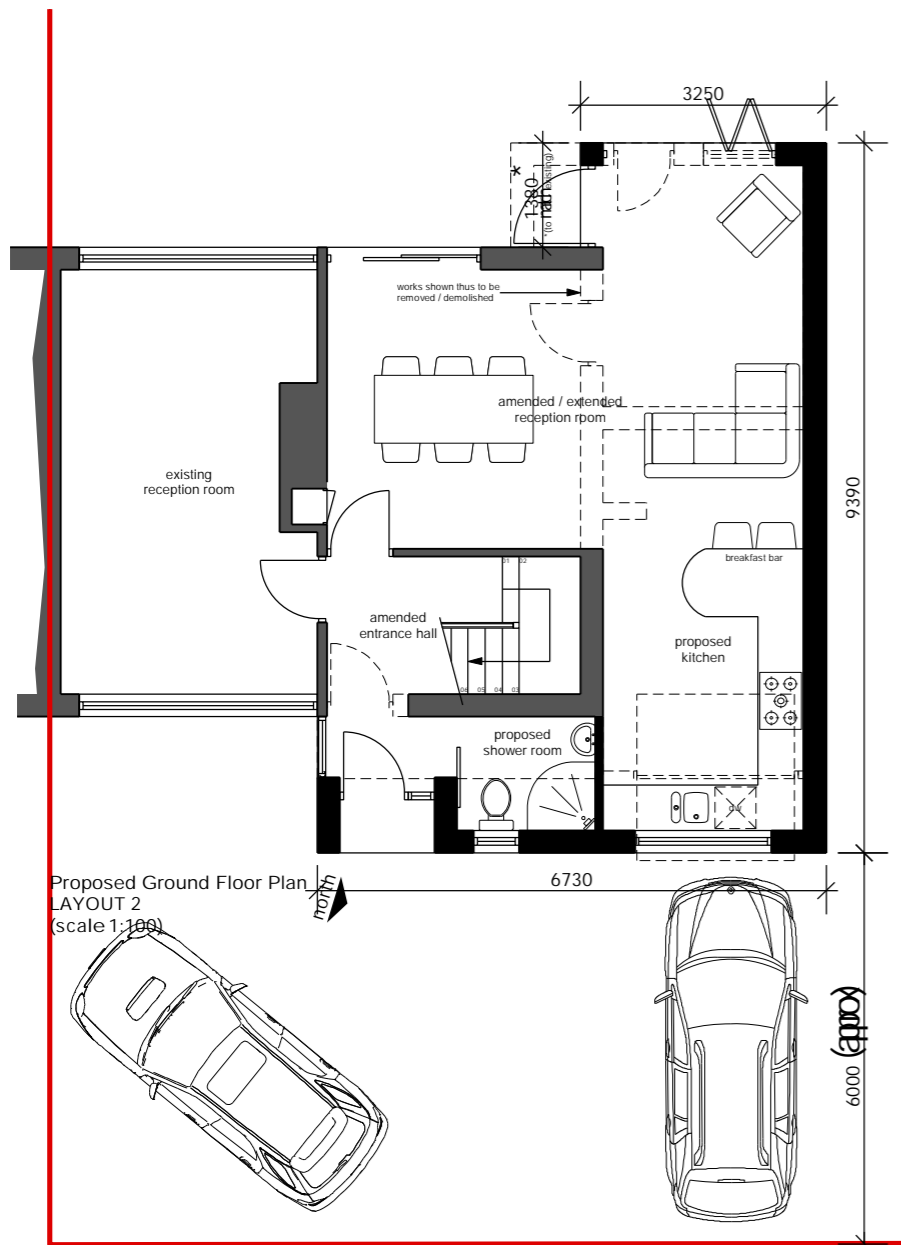 3250
*
1380
*(to match existing)
works shown thus to be
removed / demolished
amended / extended
reception room
existing
reception room
9390
breakfast bar
01 02
amended
entrance hall
proposed
kitchen
06 05 04 03
proposed
shower room
6730
Proposed Ground Floor Plan
LAYOUT 2
(scale 1:100)
north
6000 (approx)